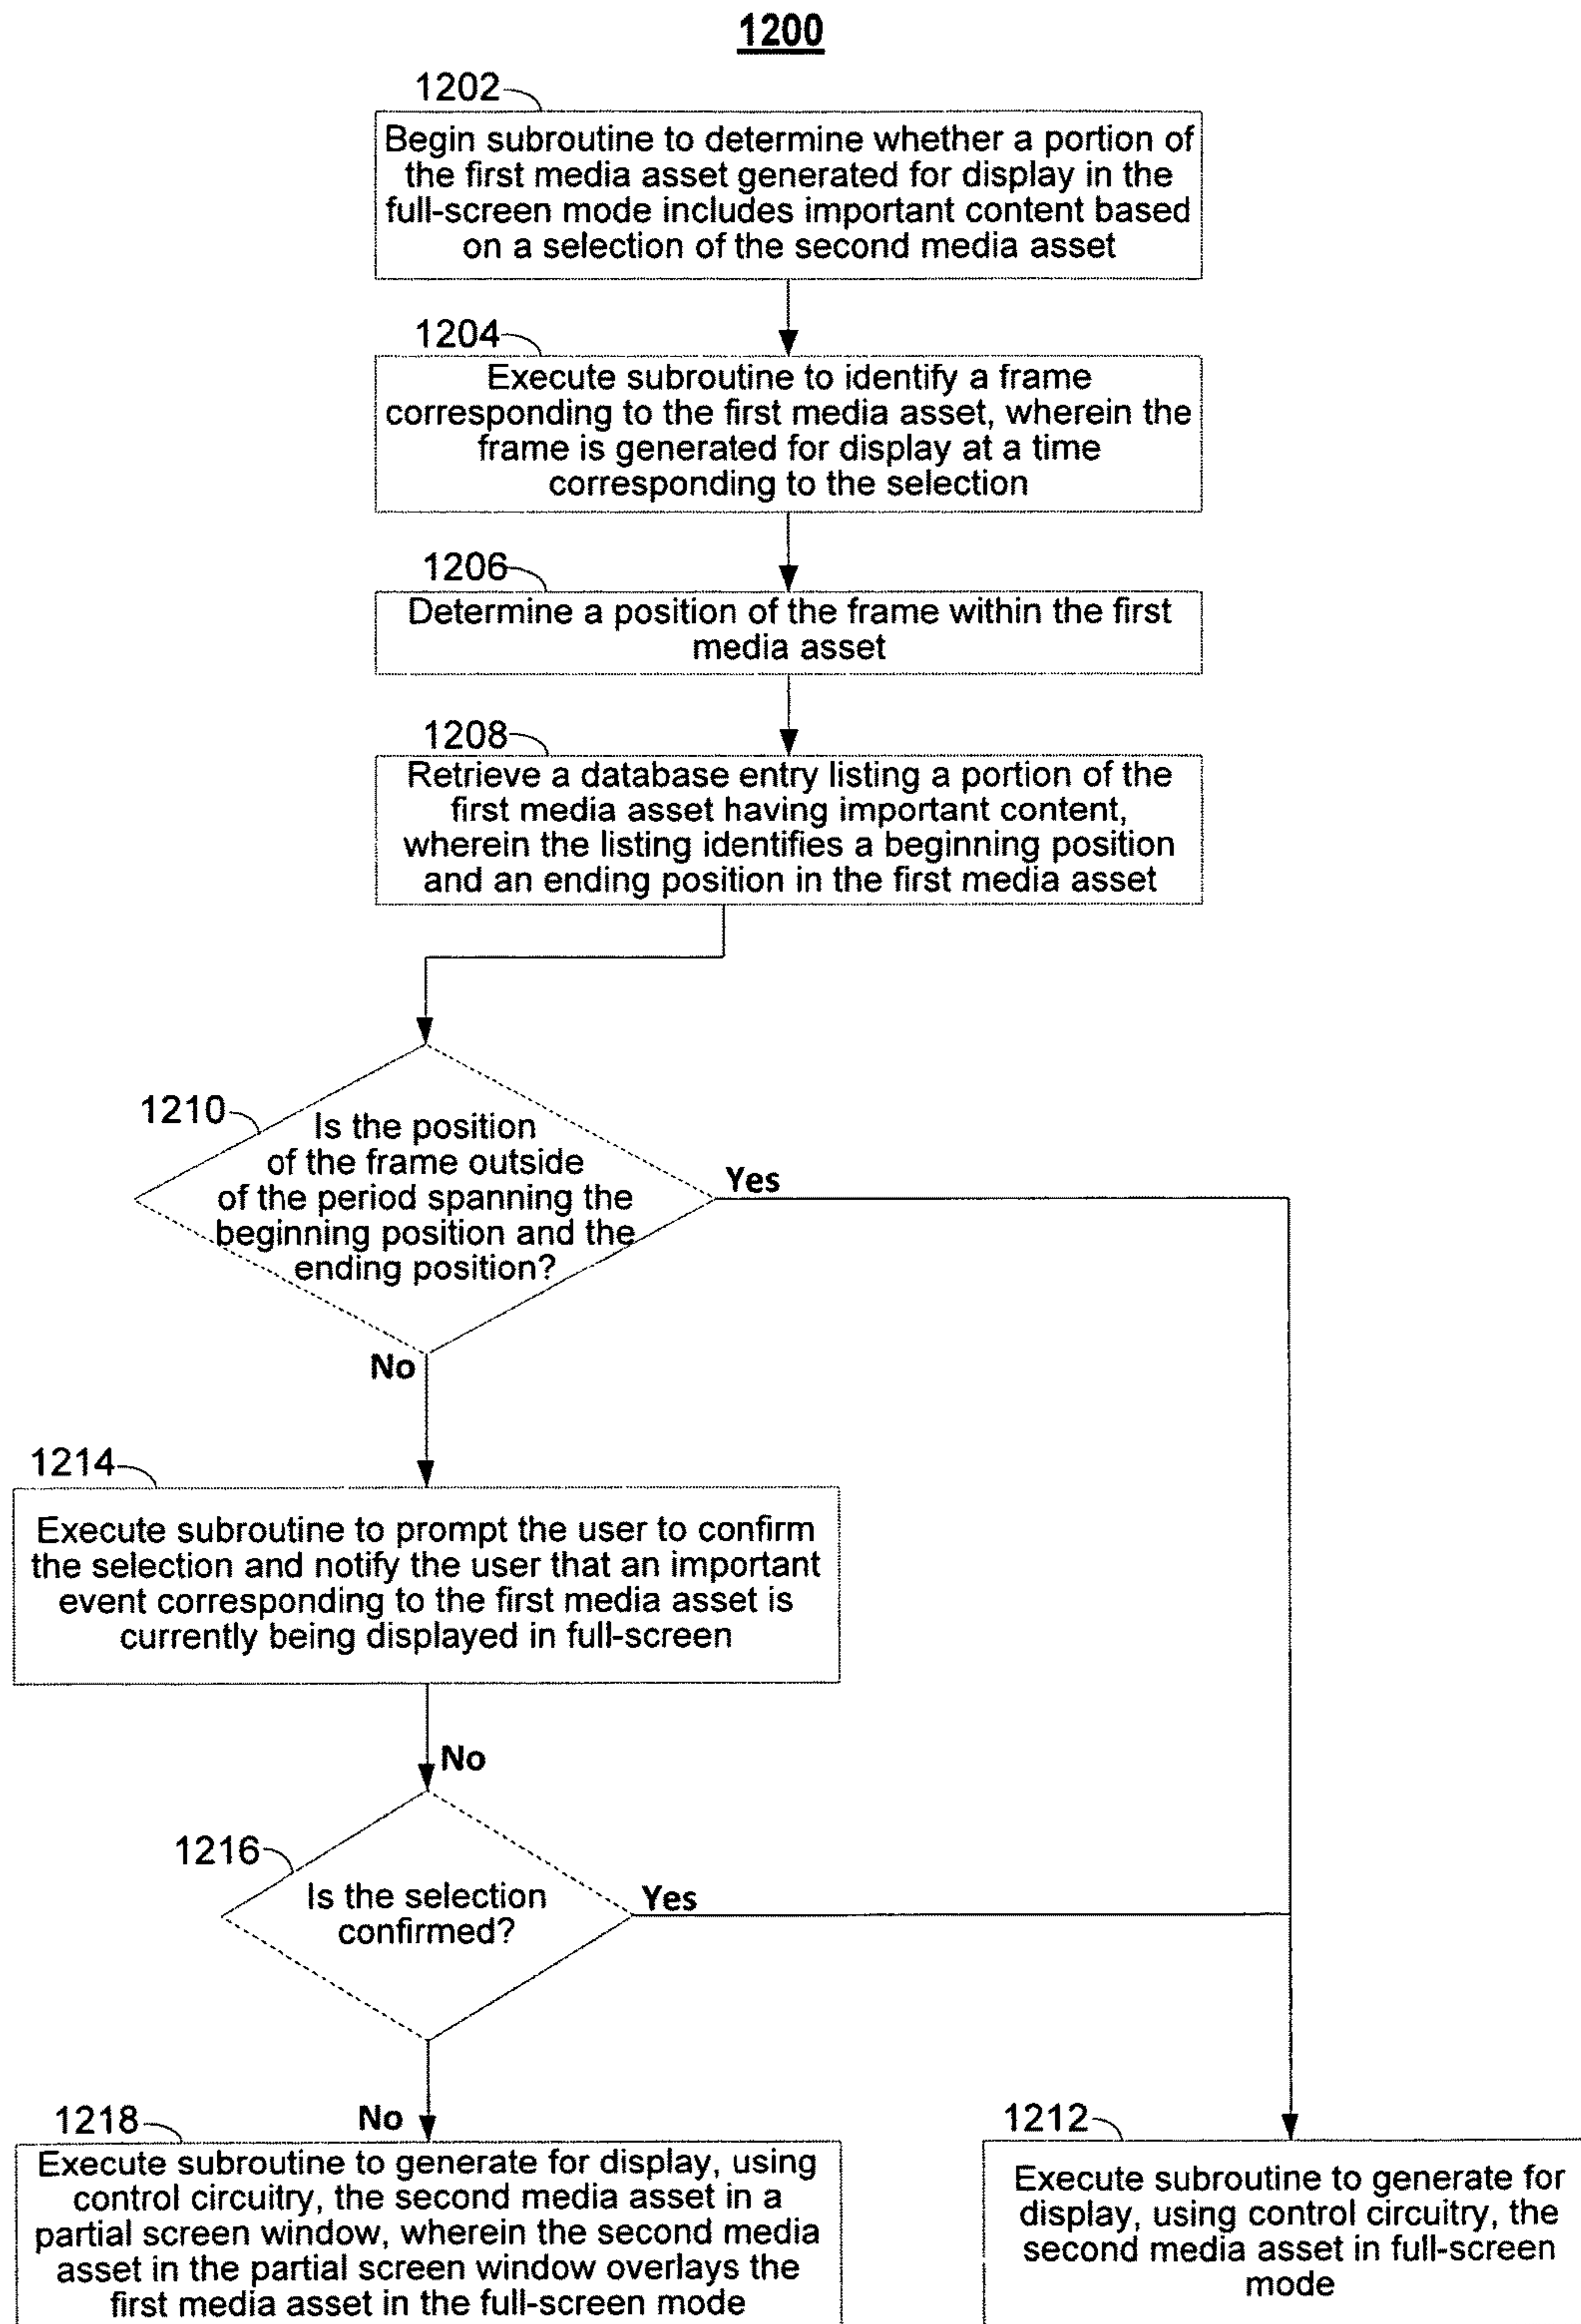 1200
1202
Begin subroutine to determine whether a portion of
the first media asset generated for display in the
full-screen mode includes important content based
on a selection of the second media asset
1204
Execute subroutine to identify a frame
corresponding to the first media asset, wherein the
frame is generated for display at a time
corresponding to the selection
1206
Determine a position of the frame within the first
media asset
1208
Retrieve a database entry listing a portion of the
first media asset having important content,
wherein the listing identifies a beginning position
and an ending position in the first media asset
1210
Is the position
of the frame outside
of the period spanning the
beginning position and the
ending position?
Yes
No
1214
Execute subroutine to prompt the user to confirm
the selection and notify the user that an important
event corresponding to the first media asset is
currently being displayed in full-screen
No
1216
Is the selection
confirmed?
Yes
No
1218
Execute subroutine to generate for display, using
control circuitry, the second media asset in a
partial screen window, wherein the second media
asset in the partial screen window overlays the
first media asset in the full-screen mode
1212
Execute subroutine to generate for
display, using control circuitry, the
second media asset in full-screen
mode